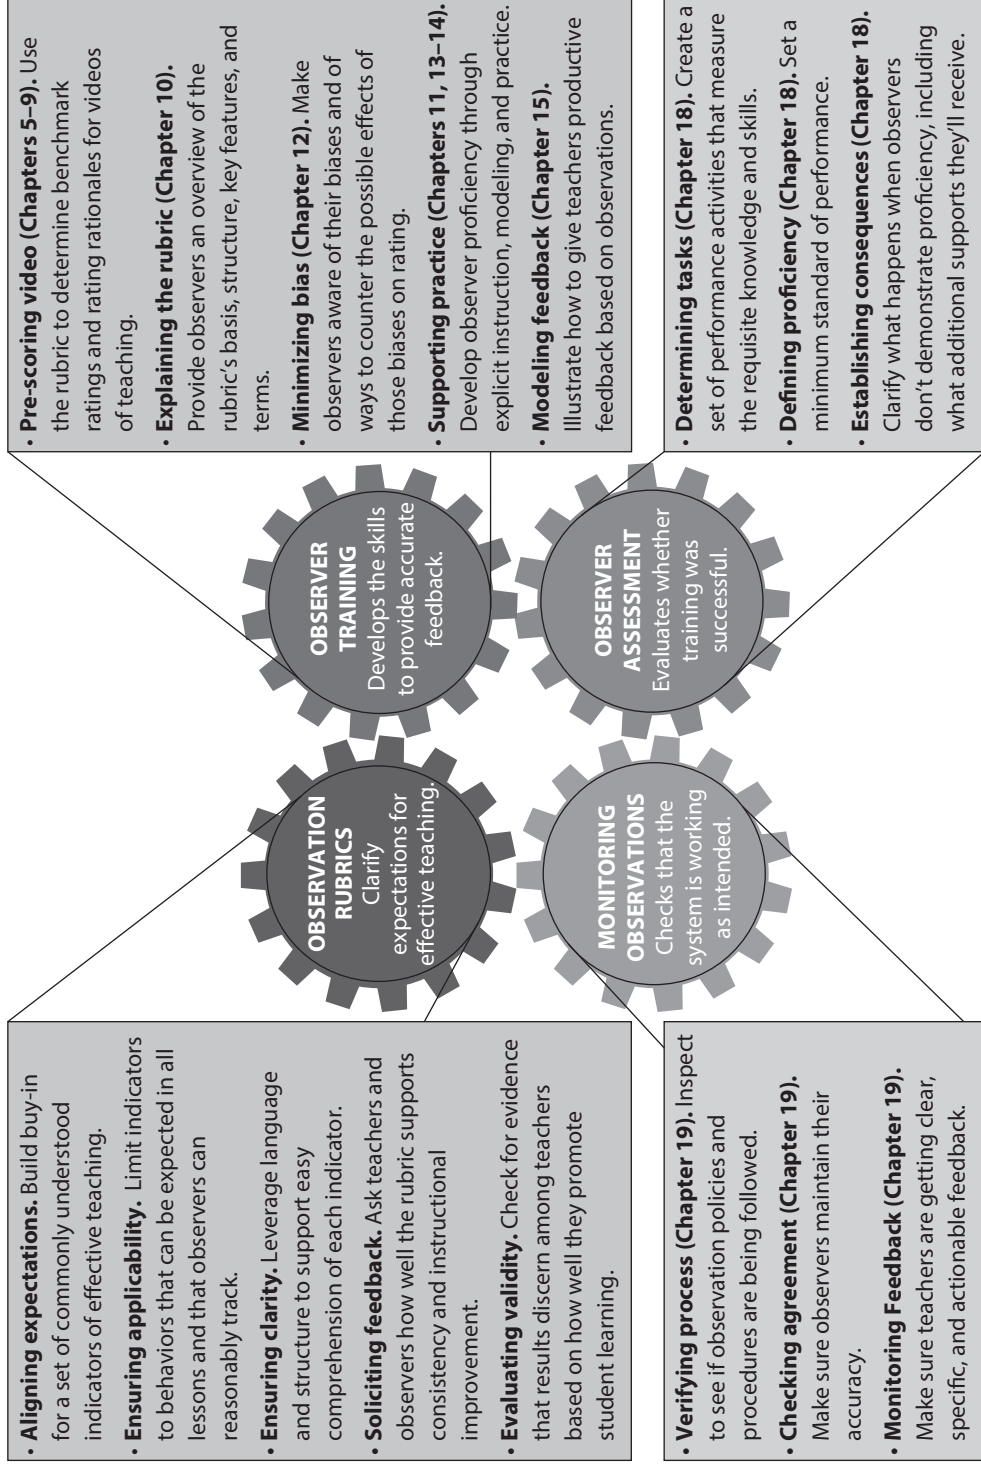 • Aligning expectations. Build buy-in
for a set of commonly understood
indicators of effective teaching.
• Ensuring applicability. Limit indicators
to behaviors that can be expected in all
lessons and that observers can
reasonably track.
• Ensuring clarity. Leverage language
and structure to support easy
comprehension of each indicator.
• Soliciting feedback. Ask teachers and
observers how well the rubric supports
consistency and instructional
improvement.
• Evaluating validity. Check for evidence
that results discern among teachers
based on how well they promote
student learning.
OBSERVATION
RUBRICS
Clarify
expectations for
effective teaching.
OBSERVER
TRAINING
Develops the skills
to provide accurate
feedback.
• Pre-scoring video (Chapters 5–9). Use
the rubric to determine benchmark
ratings and rating rationales for videos
of teaching.
• Explaining the rubric (Chapter 10).
Provide observers an overview of the
rubric's basis, structure, key features, and
terms.
• Minimizing bias (Chapter 12). Make
observers aware of their biases and of
ways to counter the possible effects of
those biases on rating.
• Supporting practice (Chapters 11, 13–14).
Develop observer proficiency through
explicit instruction, modeling, and practice.
• Modeling feedback (Chapter 15).
Illustrate how to give teachers productive
feedback based on observations.
• Verifying process (Chapter 19). Inspect
to see if observation policies and
procedures are being followed.
• Checking agreement (Chapter 19).
Make sure observers maintain their
accuracy.
• Monitoring Feedback (Chapter 19).
Make sure teachers are getting clear,
specific, and actionable feedback.
MONITORING
OBSERVATIONS
Checks that the
system is working
as intended.
OBSERVER
ASSESSMENT
Evaluates whether
training was
successful.
• Determining tasks (Chapter 18). Create a
set of performance activities that measure
the requisite knowledge and skills.
• Defining proficiency (Chapter 18). Set a
minimum standard of performance.
• Establishing consequences (Chapter 18).
Clarify what happens when observers
don't demonstrate proficiency, including
what additional supports they'll receive.